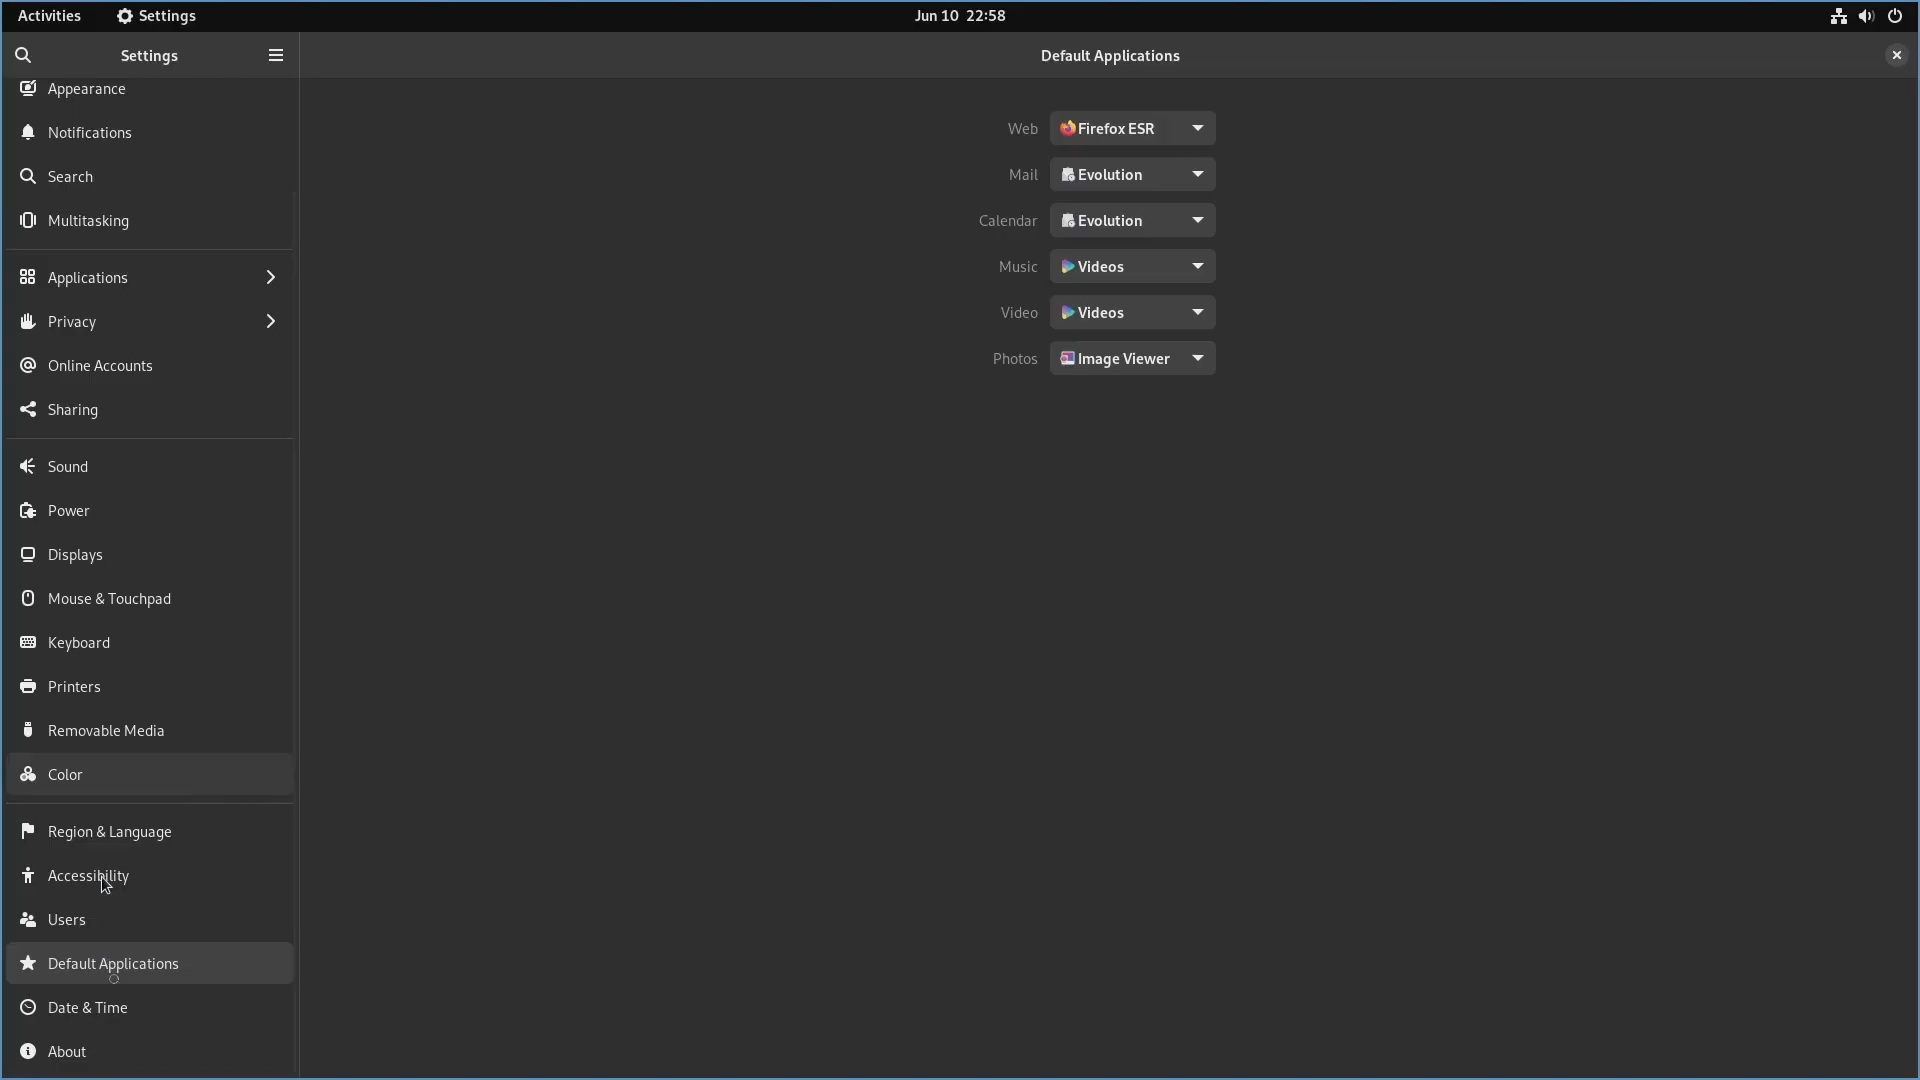 Activities
Settings
Jun 10 22:58
Settings
Default Applications
Appearance
Notifications
Search
Multitasking
Applications
Privacy
Online Accounts
Sharing
Sound
Power
Displays
Mouse & Touchpad
Keyboard
Printers
Removable Media
Color
Region & Language
Accessibility
Users
Default Applications
Date & Time
About
Web Firefox ESR
Mail Evolution
Calendar Evolution
Music Videos
Video Videos
Photos Image Viewer